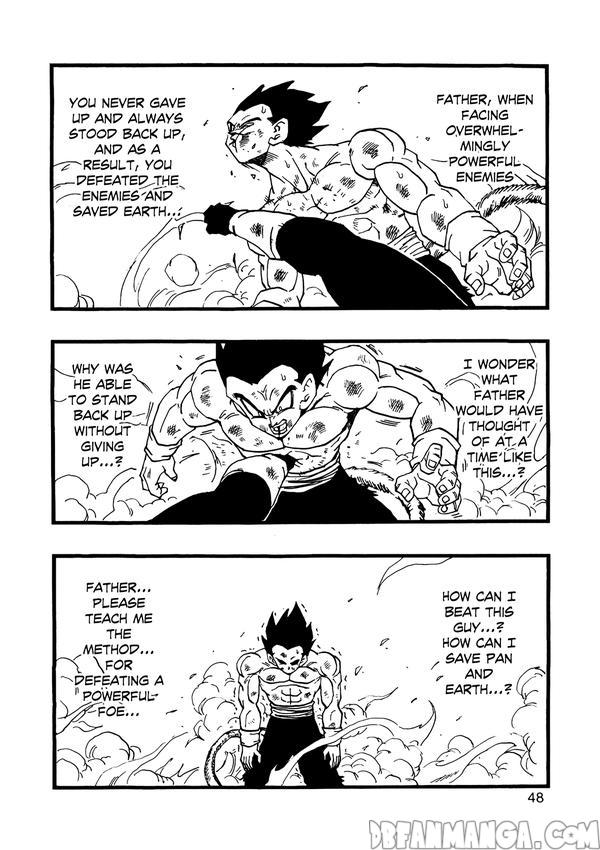 FATHER, WHEN
FACING
OVERWHEL-
MINGLY
POWERFUL
ENEMIES
YOU NEVER GAVE
UP AND ALWAYS
STOOD BACK UP,
AND AS A
RESULT, YOU
DEFEATED THE
ENEMIES AND
SAVED EARTH...
I WONDER
WHAT
FATHER
WOULD HAVE
THOUGHT
OF AT A
TIME LIKE
THIS...?
WHY WAS
HE ABLE
TO STAND
BACK UP
WITHOUT
GIVING
UP...?
HOW CAN I
BEAT THIS
GUY...?
HOW CAN I
SAVE PAN
AND
EARTH...?
FATHER...
PLEASE
TEACH ME
THE
METHOD...
FOR
DEFEATING A
POWERFUL
FOE...
48
DBFANMANGA.COM